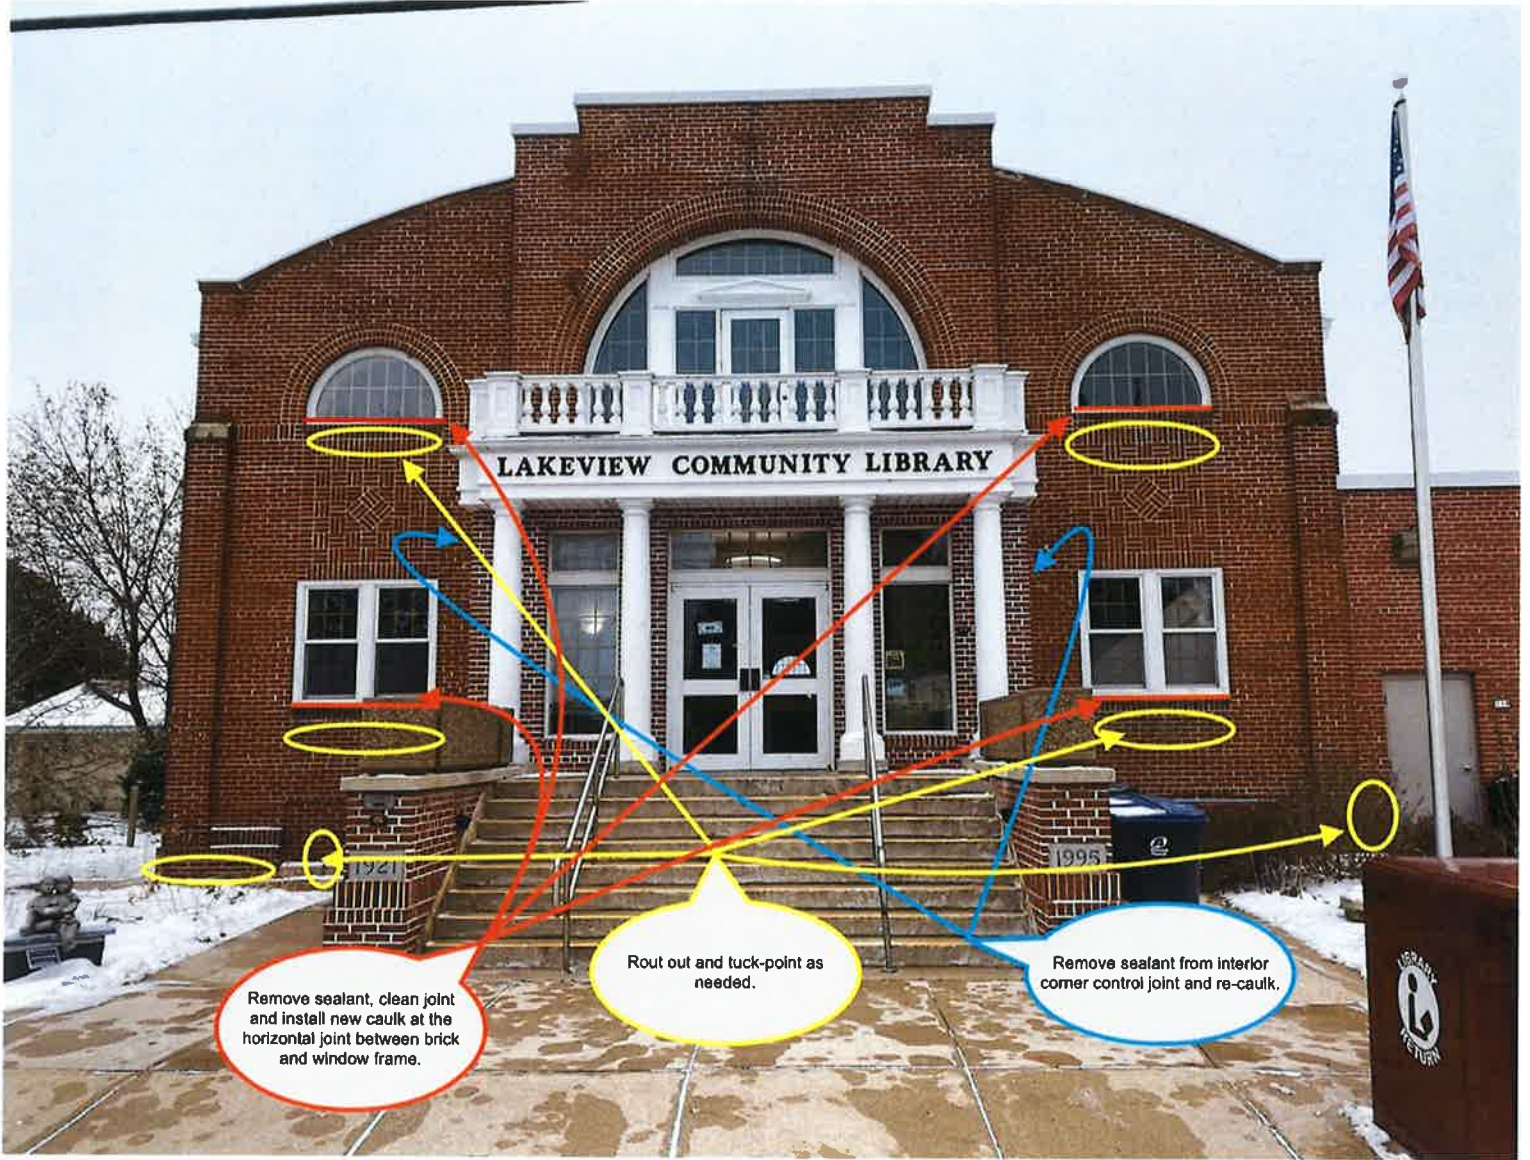 LAKEVIEW COMMUNITY LIBRARY
1921
1995
Remove sealant, clean joint
and install new caulk at the
horizontal joint between brick
and window frame.
Rout out and tuck-point as
needed.
Remove sealant from interior
corner control joint and re-caulk.
LIBRARY
RETURN